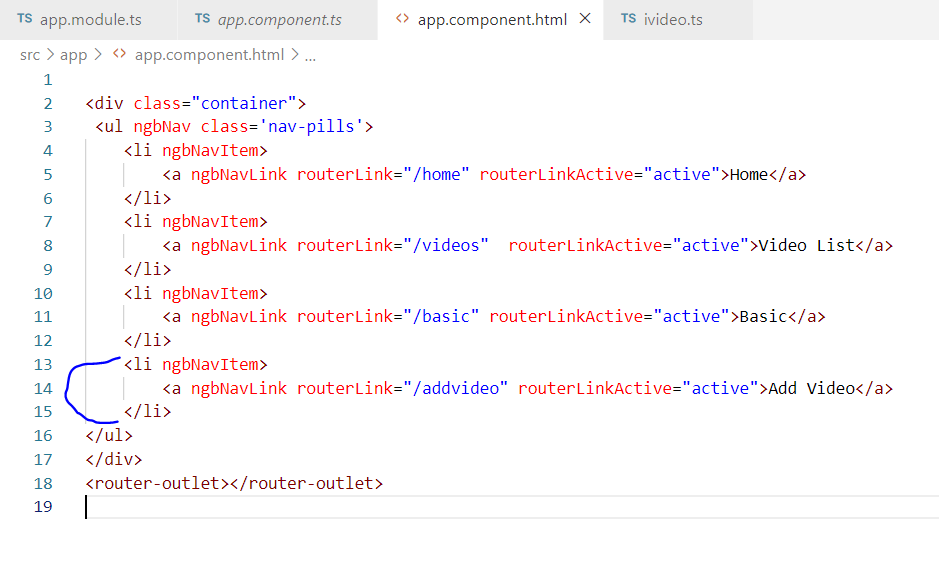 TS app.module.ts TS app.component.ts <> app.component.html × TS ivideo.ts
src > app > <> app.component.html > ...
1
2 <div class="container">
3 <ul ngbNav class='nav-pills'>
4 <li ngbNavItem>
5 <a ngbNavLink routerLink="/home" routerLinkActive="active">Home</a>
6 </li>
7 <li ngbNavItem>
8 <a ngbNavLink routerLink="/videos"  routerLinkActive="active">Video List</a>
9 </li>
10 <li ngbNavItem>
11 <a ngbNavLink routerLink="/basic" routerLinkActive="active">Basic</a>
12 </li>
13 <li ngbNavItem>
14 <a ngbNavLink routerLink="/addvideo" routerLinkActive="active">Add Video</a>
15 </li>
16 </ul>
17 </div>
18 <router-outlet></router-outlet>
19